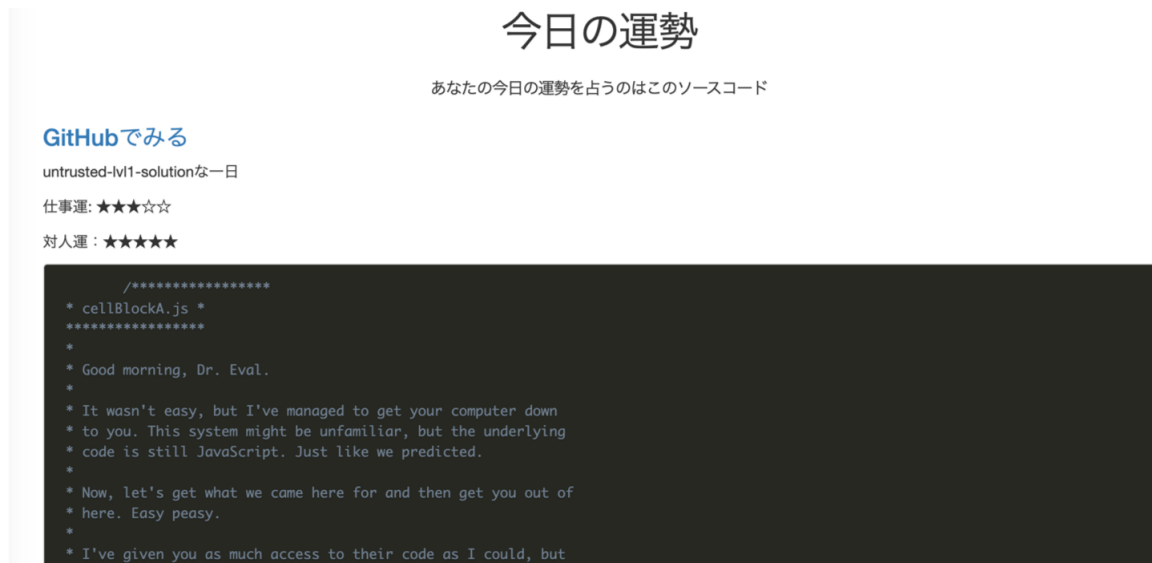 今日の運勢
あなたの今日の運勢を占うのはこのソースコード
GitHubでみる
untrusted-lvl1-solutionな一日
仕事運: ★★★☆☆
対人運：★★★★★
/*****************
* cellBlockA.js *
*****************
*
* Good morning, Dr. Eval.
*
* It wasn't easy, but I've managed to get your computer down
* to you. This system might be unfamiliar, but the underlying
* code is still JavaScript. Just like we predicted.
*
* Now, let's get what we came here for and then get you out of
* here. Easy peasy.
*
* I've given you as much access to their code as I could, but